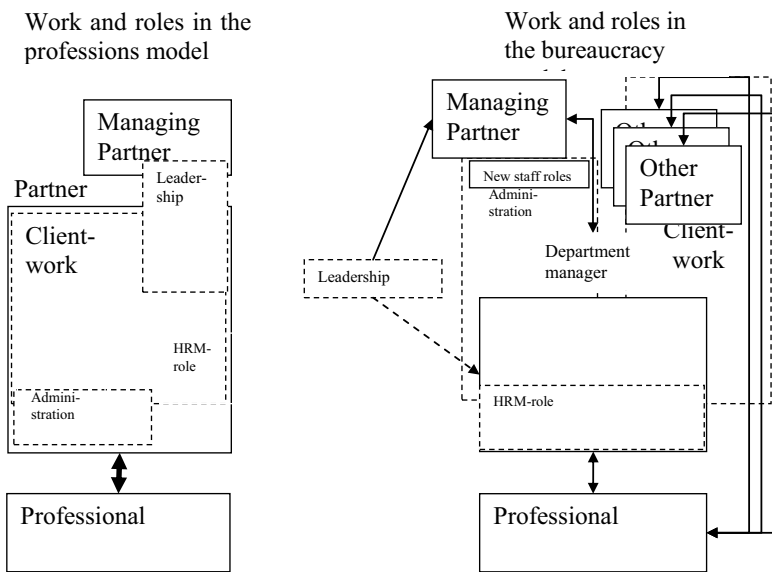 Work and roles in the
professions model
Managing
Partner
Leader-
ship
Partner
Client-
work
HRM-
role
Admini-
stration
Professional
Work and roles in
the bureaucracy
Managing
Partner
New staff roles
Admini-
stration
Other
Partner
Client-
work
Department
manager
Leadership
HRM-role
Professional